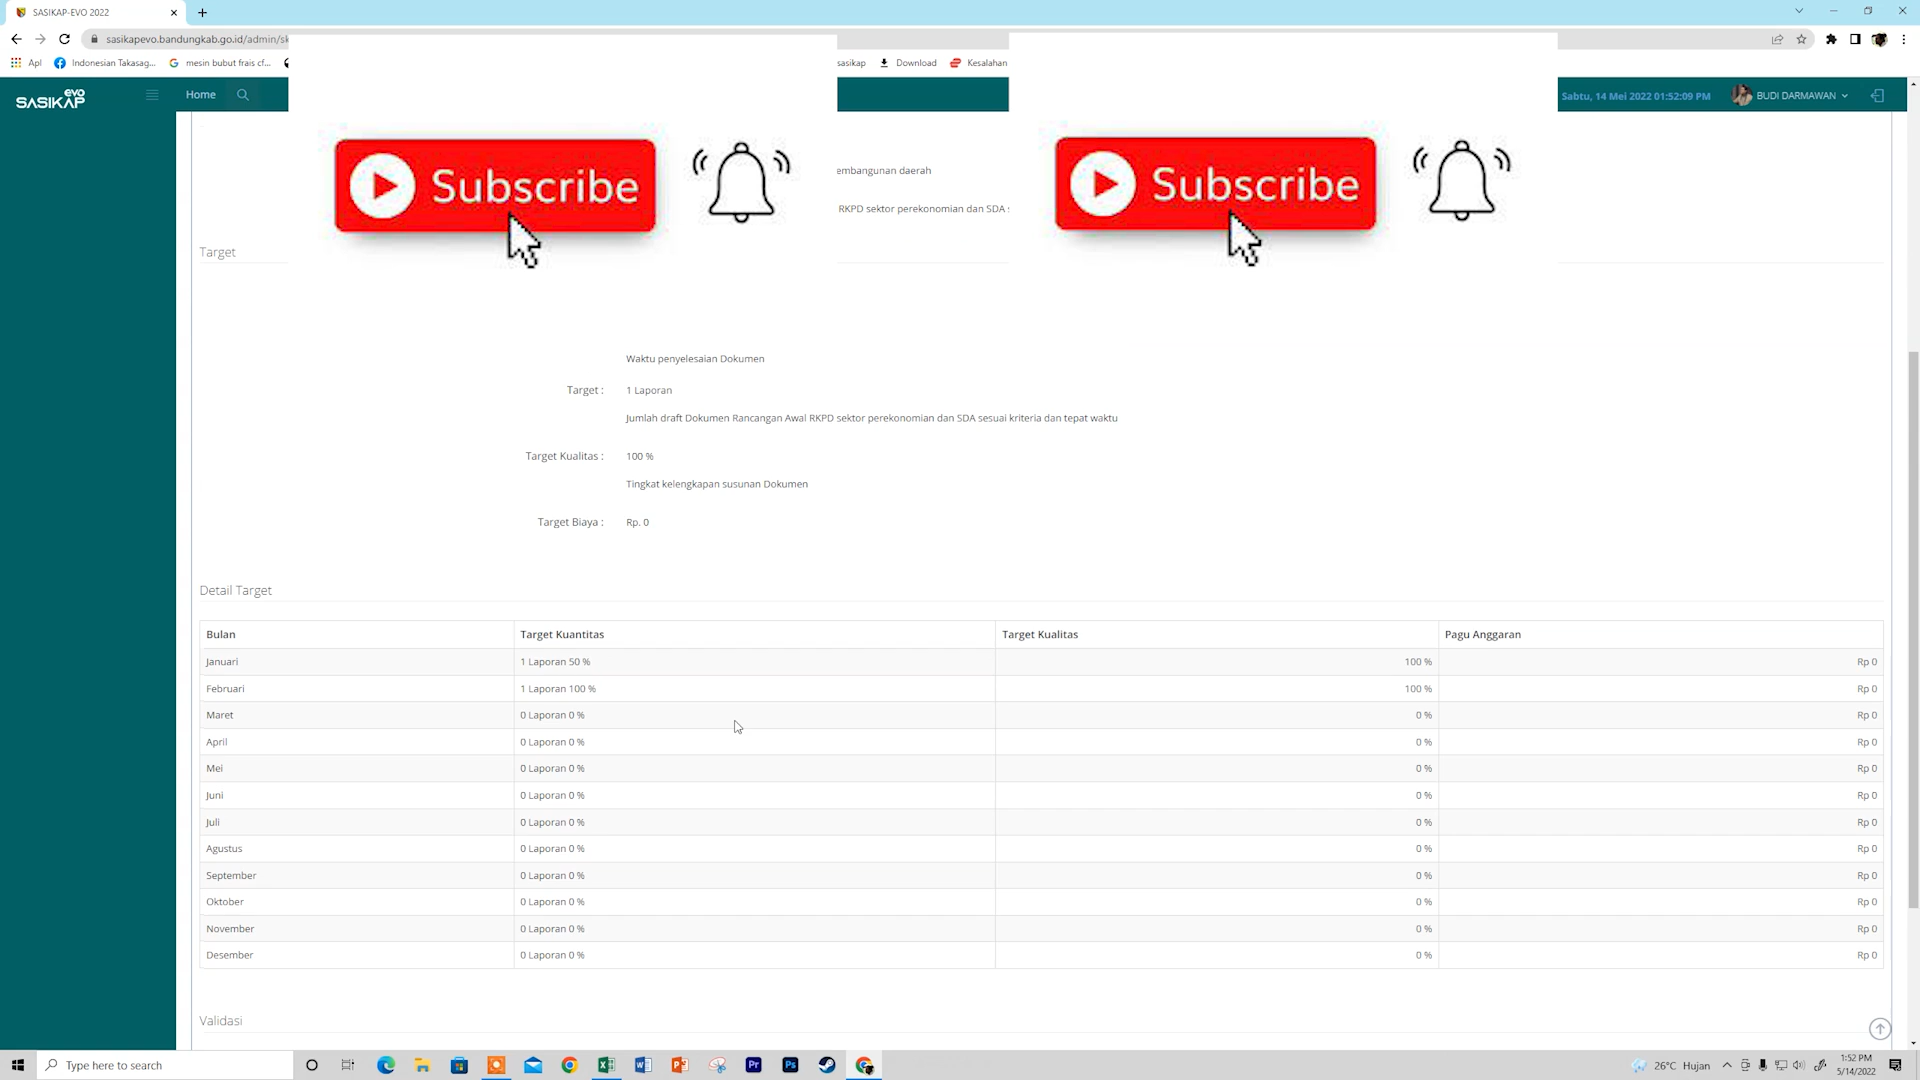 SASIKAP-EVO 2022
sasikapevo.bandungkab.go.id/admin/sk
Apl
Indonesian Takasag...
mesin bubut frais cf...
sasikap
Download
Kesalahan
SASIKAP evo
Home
Sabtu, 14 Mei 2022 01:52:09 PM
BUDI DARMAWAN
Subscribe
Subscribe
embangunan daerah
RKPD sektor perekonomian dan SDA s
Target
Waktu penyelesaian Dokumen
Target : 1 Laporan
Jumlah draft Dokumen Rancangan Awal RKPD sektor perekonomian dan SDA sesuai kriteria dan tepat waktu
Target Kualitas : 100 %
Tingkat kelengkapan susunan Dokumen
Target Biaya : Rp. 0
Detail Target
Bulan Target Kuantitas Target Kualitas Pagu Anggaran
Januari 1 Laporan 50 % 100 % Rp 0
Februari 1 Laporan 100 % 100 % Rp 0
Maret 0 Laporan 0 % 0 % Rp 0
April 0 Laporan 0 % 0 % Rp 0
Mei 0 Laporan 0 % 0 % Rp 0
Juni 0 Laporan 0 % 0 % Rp 0
Juli 0 Laporan 0 % 0 % Rp 0
Agustus 0 Laporan 0 % 0 % Rp 0
September 0 Laporan 0 % 0 % Rp 0
Oktober 0 Laporan 0 % 0 % Rp 0
November 0 Laporan 0 % 0 % Rp 0
Desember 0 Laporan 0 % 0 % Rp 0
Validasi
Type here to search
Pr
Ps
26°C Hujan
1:52 PM
5/14/2022